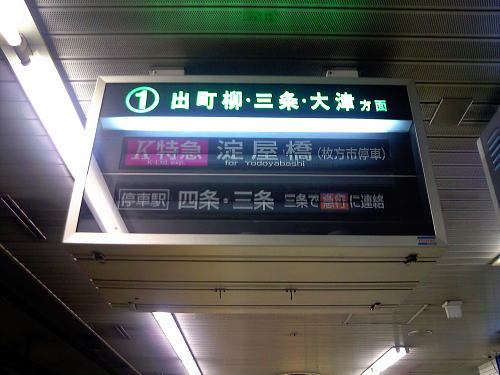 ① 出町柳・三条・大津方面
K特急 淀屋橋 (枚方市停車)
K-Ltd.Exp. for Yodoyabashi
停車駅 四条・三条 三条で急行に連絡